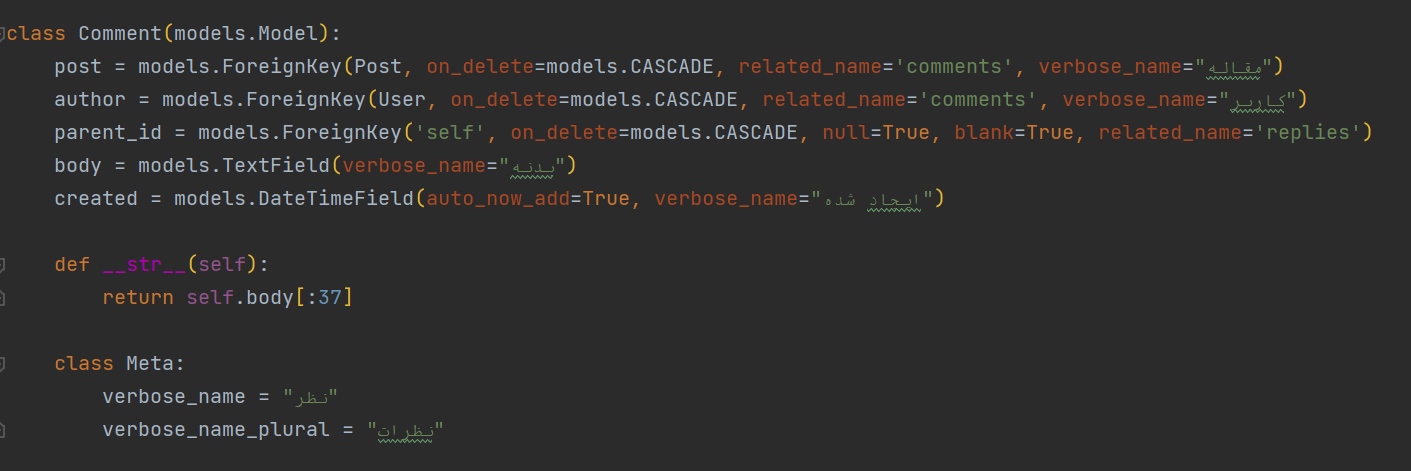 class Comment(models.Model):
    post = models.ForeignKey(Post, on_delete=models.CASCADE, related_name='comments', verbose_name="مقاله")
    author = models.ForeignKey(User, on_delete=models.CASCADE, related_name='comments', verbose_name="کاربر")
    parent_id = models.ForeignKey('self', on_delete=models.CASCADE, null=True, blank=True, related_name='replies')
    body = models.TextField(verbose_name="بدنه")
    created = models.DateTimeField(auto_now_add=True, verbose_name="ایجاد شده")
    def __str__(self):
        return self.body[:37]
    class Meta:
        verbose_name = "نظر"
        verbose_name_plural = "نظرات"